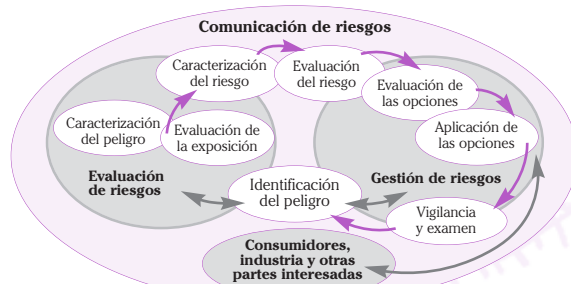 Comunicación de riesgos
Caracterización
del riesgo
Evaluación
del riesgo
Evaluación de
las opciones
Caracterización
del peligro
Evaluación de
la exposición
Aplicación de
las opciones
Evaluación
de riesgos
Identificación
del peligro
Gestión de riesgos
Vigilancia
y examen
Consumidores,
industria y otras
partes interesadas